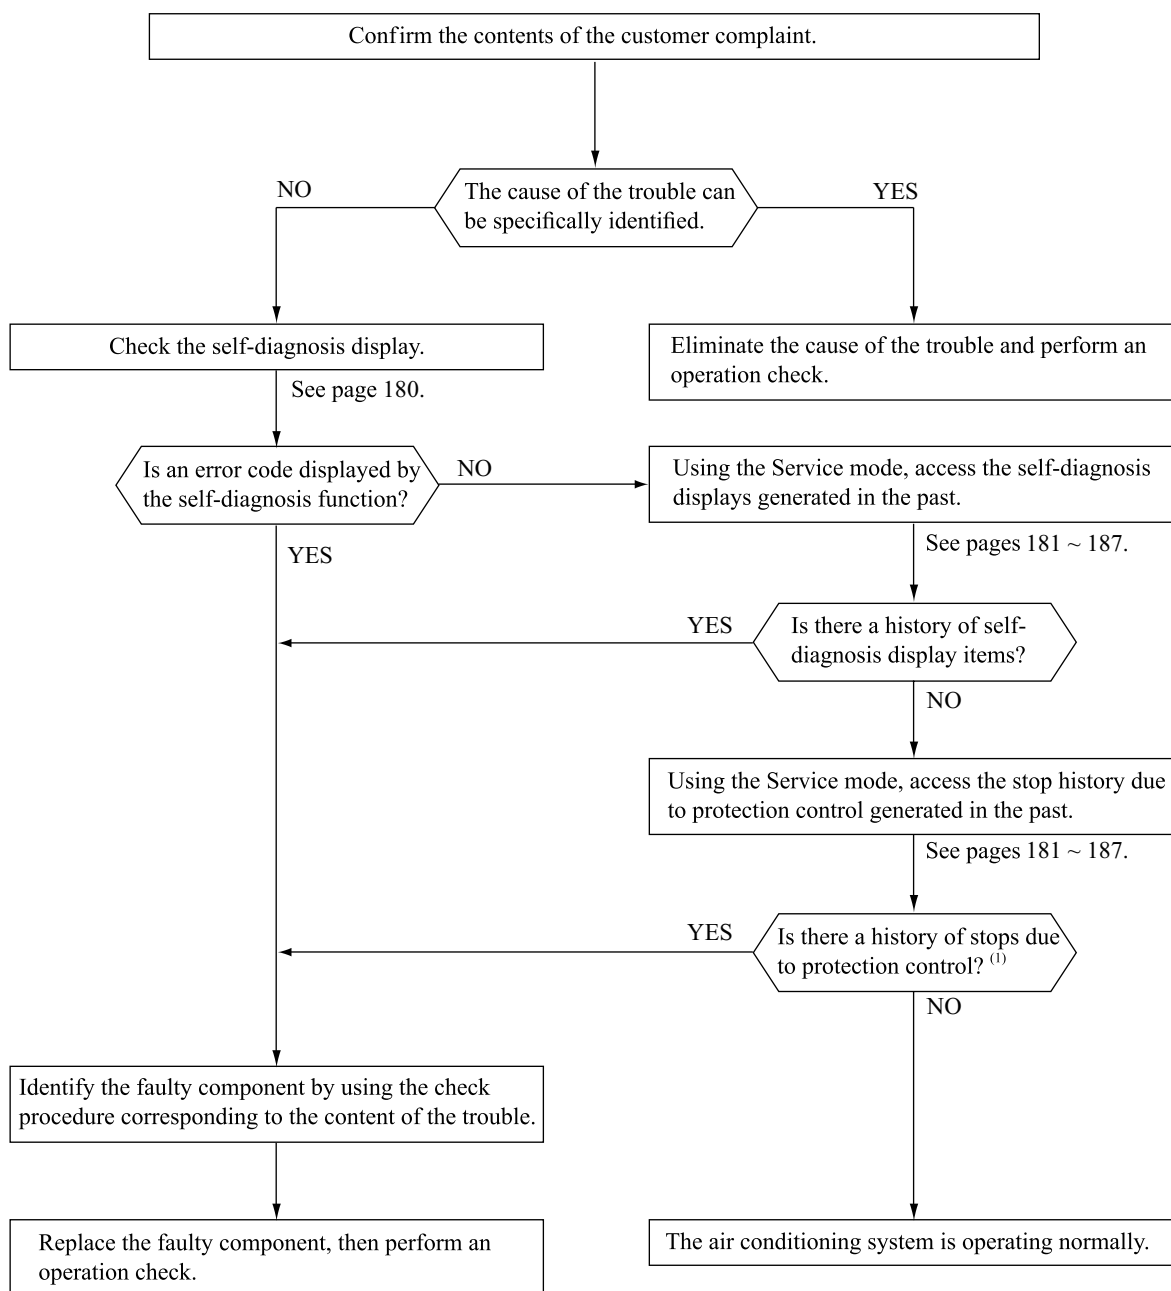 Confirm the contents of the customer complaint.
NO
The cause of the trouble can
be specifically identified.
YES
Check the self-diagnosis display.
Eliminate the cause of the trouble and perform an
operation check.
See page 180.
Is an error code displayed by
the self-diagnosis function?
NO
Using the Service mode, access the self-diagnosis
displays generated in the past.
YES
See pages 181 ~ 187.
YES
Is there a history of self-
diagnosis display items?
NO
Using the Service mode, access the stop history due
to protection control generated in the past.
See pages 181 ~ 187.
YES
Is there a history of stops due
to protection control? (1)
NO
Identify the faulty component by using the check
procedure corresponding to the content of the trouble.
Replace the faulty component, then perform an
operation check.
The air conditioning system is operating normally.